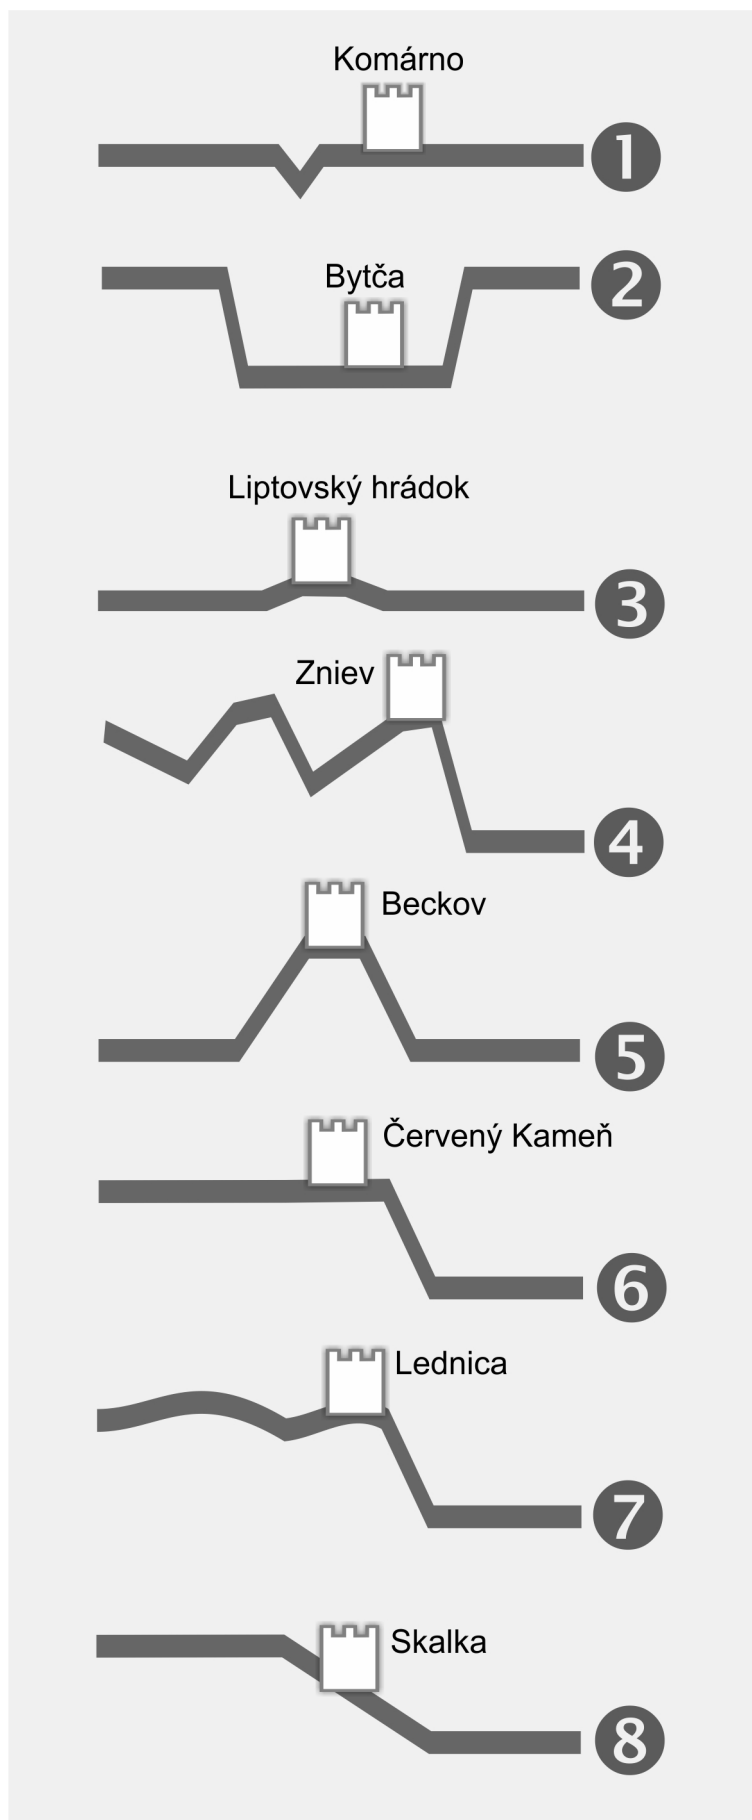 Komárno
1
Bytča
2
Liptovský hrádok
3
Zniev
4
Beckov
5
Červený Kameň
6
Lednica
7
Skalka
8